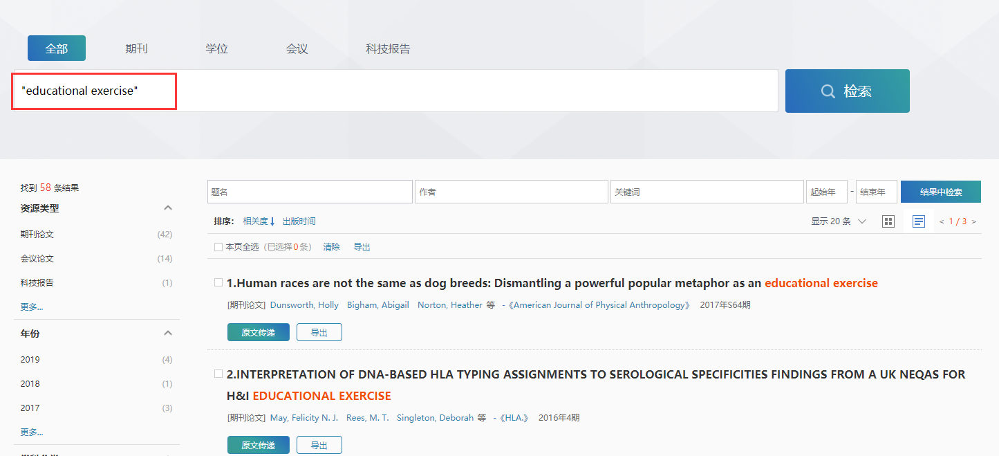 全部 期刊 学位 会议 科技报告
"educational exercise" 检索
找到 58 条结果
资源类型
期刊论文 (42)
会议论文 (14)
科技报告 (1)
更多...
年份
2019 (4)
2018 (1)
2017 (3)
更多...
题名 作者 关键词 起始年 - 结束年 结果中检索
排序： 相关度↓ 出版时间 显示 20 条 < 1 / 3 >
本页全选 (已选择0条) 清除 导出
1.Human races are not the same as dog breeds: Dismantling a powerful popular metaphor as an educational exercise
[期刊论文] Dunsworth, Holly Bigham, Abigail Norton, Heather 等 -《American Journal of Physical Anthropology》 2017年S64期
原文传递 导出
2.INTERPRETATION OF DNA-BASED HLA TYPING ASSIGNMENTS TO SEROLOGICAL SPECIFICITIES FINDINGS FROM A UK NEQAS FOR
H&I EDUCATIONAL EXERCISE
[期刊论文] May, Felicity N. J. Rees, M. T. Singleton, Deborah 等 -《HLA.》 2016年4期
原文传递 导出